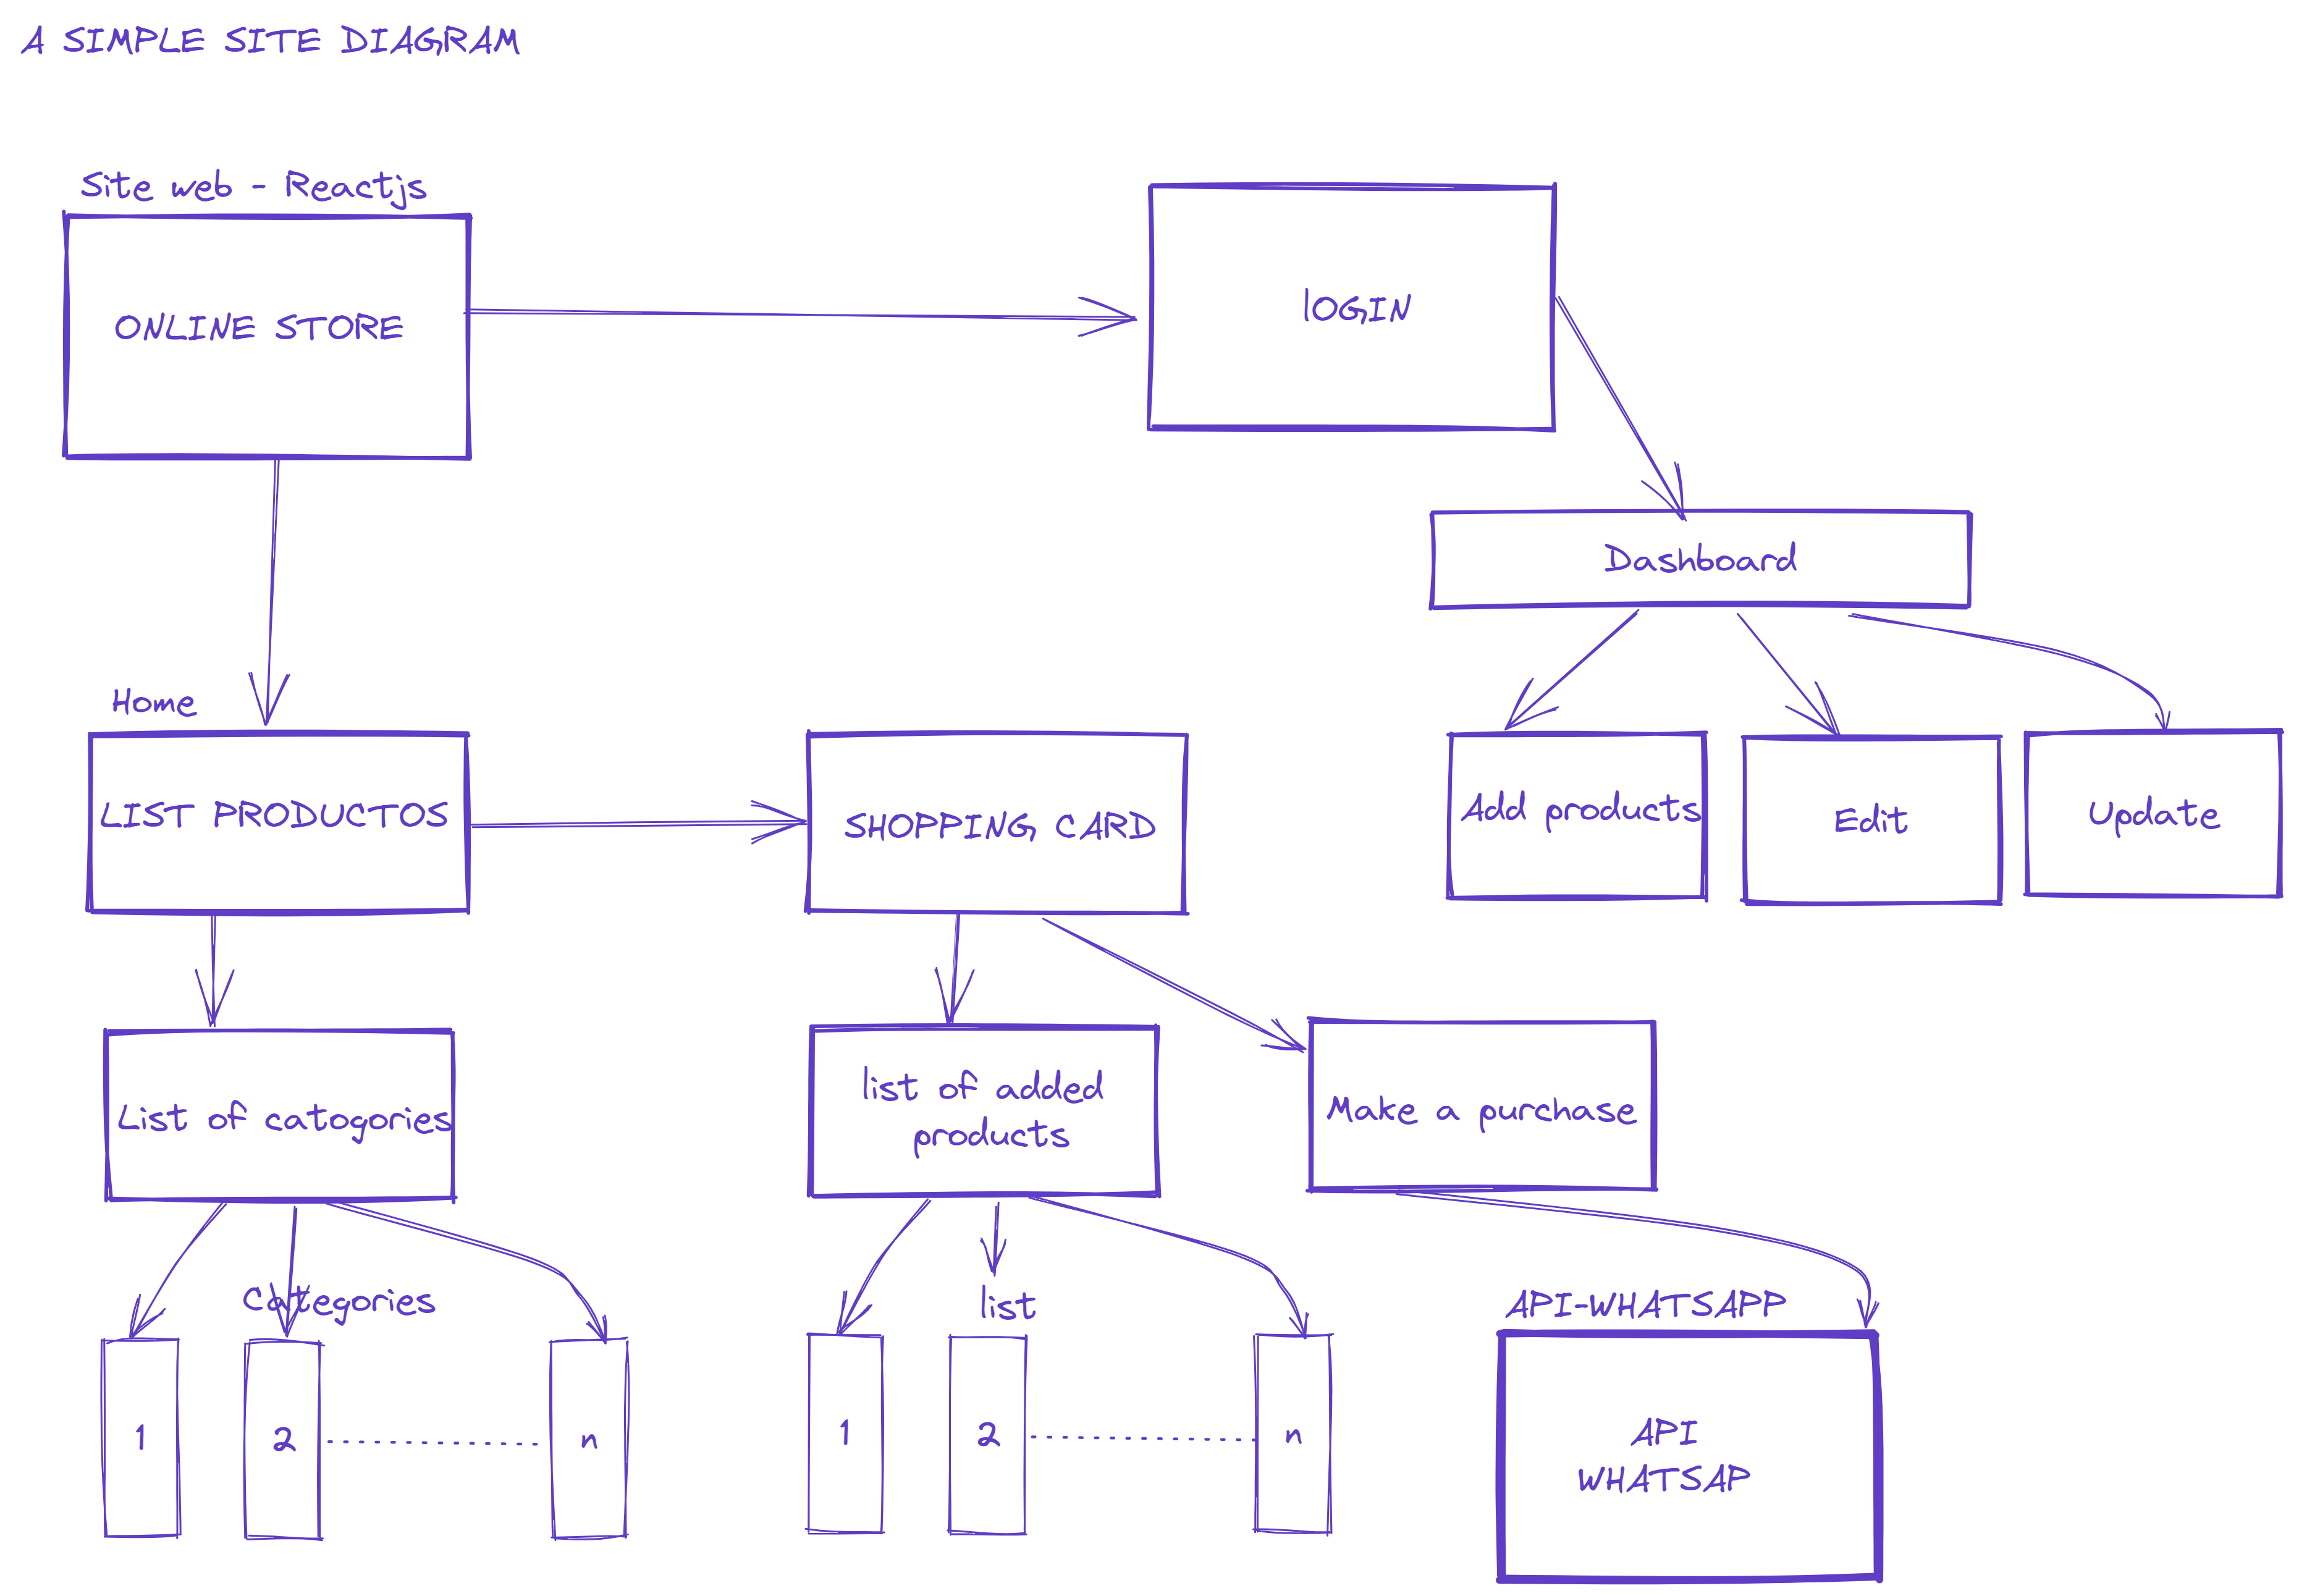 A SIMPLE SITE DIAGRAM
Site web - Reactjs
ONLINE STORE
lOGIN
Dashboard
Home
LIST PRODUCTOS
SHOPPING CARD
Add products
Edit
Update
List of catogories
list of added
products
Make a purchase
Categories
list
API-WHATSAPP
1
2
n
1
2
n
API
WHATSAP